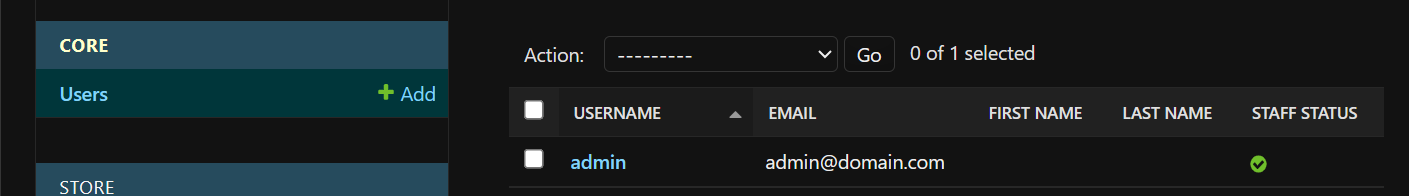 CORE
Users + Add
STORE
Action: --------- Go 0 of 1 selected
USERNAME EMAIL FIRST NAME LAST NAME STAFF STATUS
admin admin@domain.com